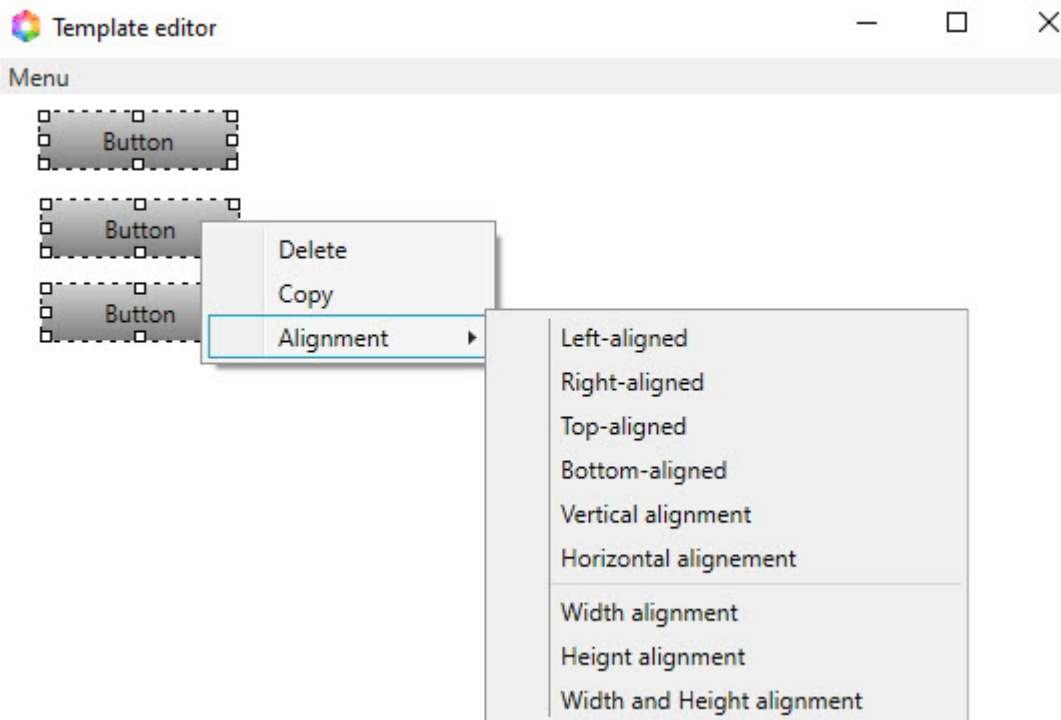 Template editor
Menu
Button
Button
Button
Delete
Copy
Alignment
Left-aligned
Right-aligned
Top-aligned
Bottom-aligned
Vertical alignment
Horizontal alignement
Width alignment
Heignt alignment
Width and Height alignment